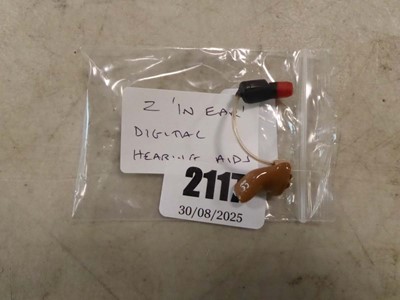 2 'IN EAR'
DIGITAL
HEARING AIDS
2117
30/08/2025